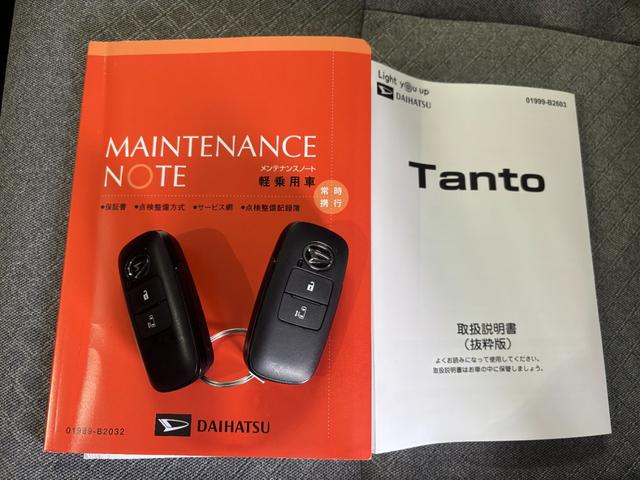 MAINTENANCE
NOTE
メンテナンスノート
軽乗用車
常時
携行
●保証書 ●点検整備方式 ●サービス網 ●点検整備記録簿
01999-B2032
DAIHATSU
Light you up
DAIHATSU
01999-B2603
Tanto
取扱説明書
(抜粋版)
よくお読みになって使用してください。
取扱説明書はお車の中に保管しましょう。